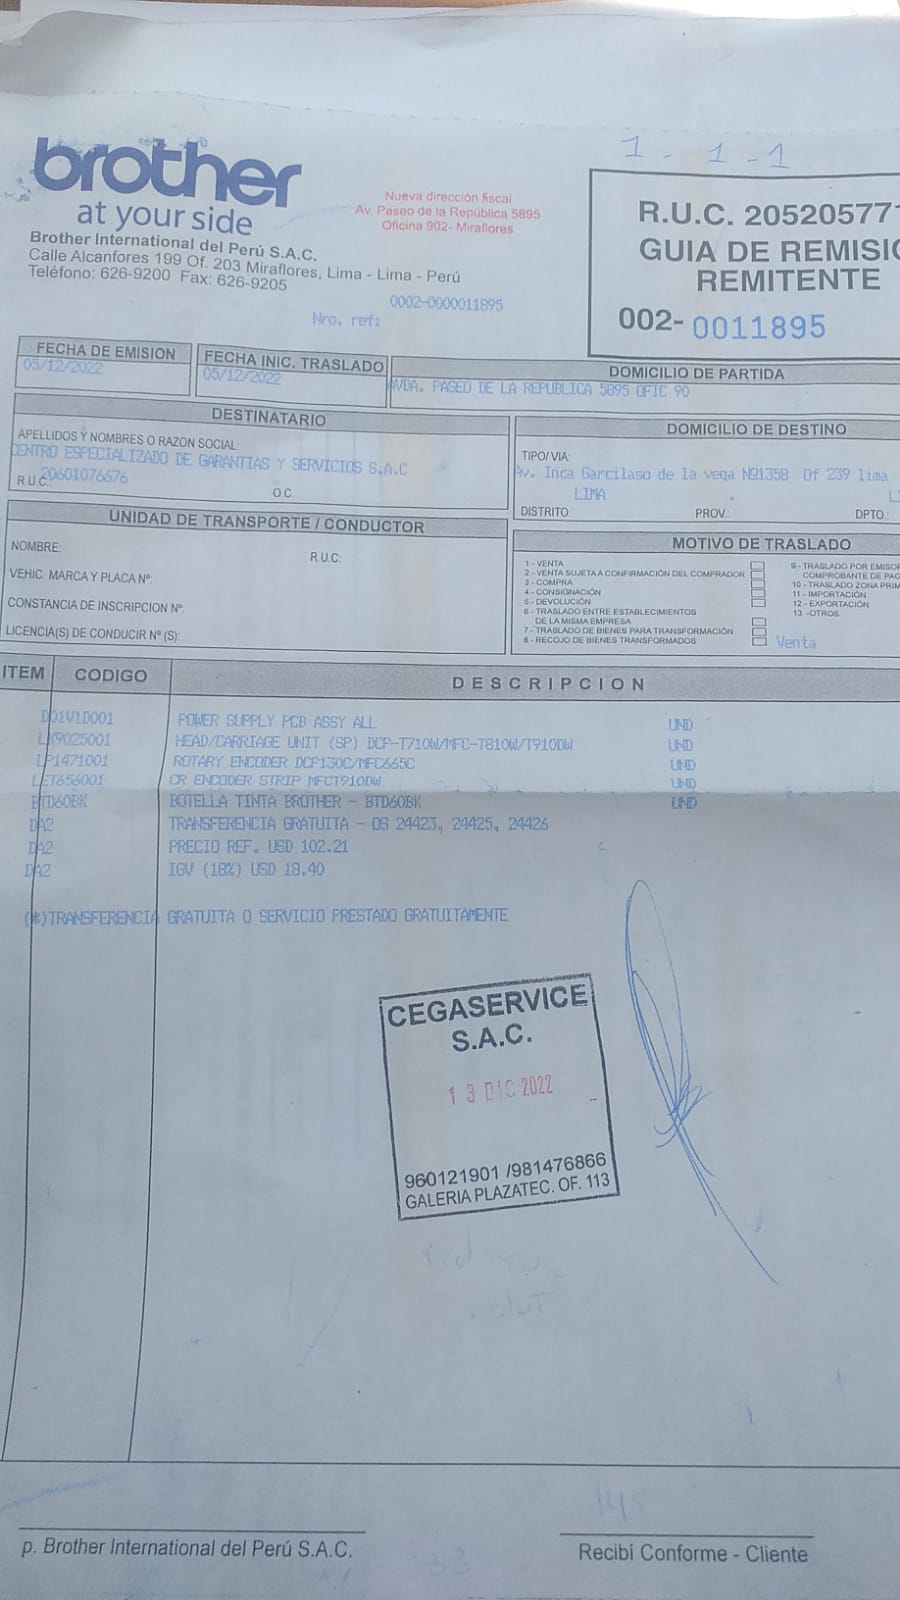 brother
at your side
Brother International del Perú S.A.C.
Calle Alcanfores 199 Of. 203 Miraflores, Lima - Lima - Perú
Teléfono: 626-9200 Fax: 626-9205
Nueva dirección fiscal
Av. Paseo de la República 5895
Oficina 902- Miraflores
0002-0000011895
Nro. ref:
1 - 1 - 1
R.U.C. 205205771
GUIA DE REMISIO
REMITENTE
002- 0011895
FECHA DE EMISION
05/12/2022
FECHA INIC. TRASLADO
05/12/2022
DOMICILIO DE PARTIDA
AVDA. PASEO DE LA REPUBLICA 5895 OFIC 90
DESTINATARIO
APELLIDOS Y NOMBRES O RAZON SOCIAL:
CENTRO ESPECIALIZADO DE GARANTIAS Y SERVICIOS S.A.C
R.U.C.: 20601076676
O.C.
DOMICILIO DE DESTINO
TIPO/ VIA:
Av. Inca Garcilaso de la vega Nº1358 Of 239 lima
LIMA
DISTRITO: PROV.: DPTO.:
UNIDAD DE TRANSPORTE / CONDUCTOR
NOMBRE:
R.U.C:
VEHIC. MARCA Y PLACA Nº:
CONSTANCIA DE INSCRIPCION Nº:
LICENCIA(S) DE CONDUCIR Nº (S):
MOTIVO DE TRASLADO
1 - VENTA
2 - VENTA SUJETA A CONFIRMACIÓN DEL COMPRADOR
3 - COMPRA
4 - CONSIGNACIÓN
5 - DEVOLUCIÓN
6 - TRASLADO ENTRE ESTABLECIMIENTOS
DE LA MISMA EMPRESA
7 - TRASLADO DE BIENES PARA TRANSFORMACIÓN
8 - RECOJO DE BIENES TRANSFORMADOS
9.- TRASLADO POR EMISOR
COMPROBANTE DE PAG
10 - TRASLADO ZONA PRIM
11 - IMPORTACIÓN
12 - EXPORTACIÓN
13 -OTROS
Venta
ITEM CODIGO DESCRIPCION
D01V1D001 POWER SUPPLY PCB ASSY ALL UND
LK9025001 HEAD/CARRIAGE UNIT (SP) DCP-T710W/MFC-T810W/T910DW UND
LP1471001 ROTARY ENCODER DCP130C/MFC665C UND
LET656001 CR ENCODER STRIP MFCT910DW UND
BTD60BK BOTELLA TINTA BROTHER - BTD60BK UND
DA2 TRANSFERENCIA GRATUITA - OS 24423, 24425, 24426
DA2 PRECIO REF. USD 102.21
DA2 IGV (18%) USD 18.40
(*)TRANSFERENCIA GRATUITA O SERVICIO PRESTADO GRATUITAMENTE
CEGASERVICE
S.A.C.
13 DIC 2022
960121901 /981476866
GALERIA PLAZATEC. OF. 113
p. Brother International del Perú S.A.C.
Recibí Conforme - Cliente